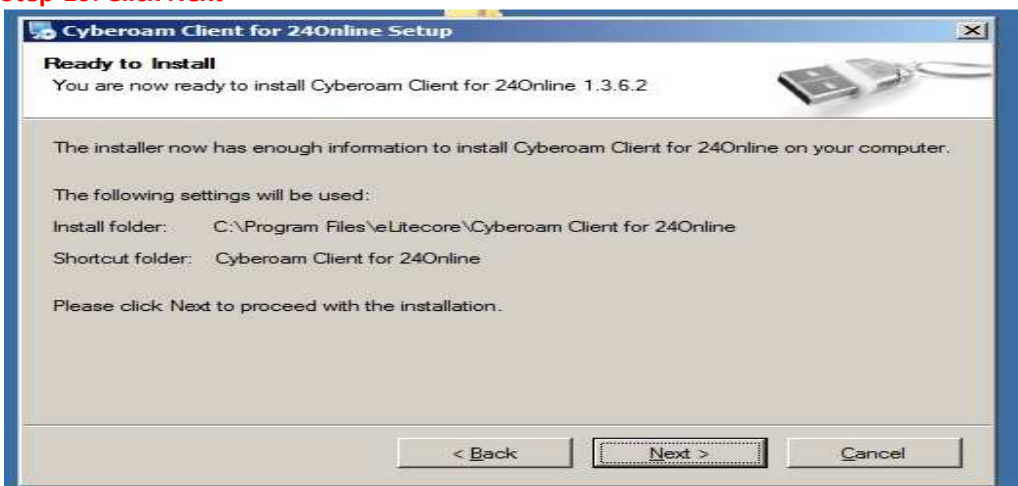 Cyberoam Client for 24Online Setup
Ready to Install
You are now ready to install Cyberoam Client for 24Online 1.3.6.2
The installer now has enough information to install Cyberoam Client for 24Online on your computer.
The following settings will be used:
Install folder: C:\Program Files\eLitecore\Cyberoam Client for 24Online
Shortcut folder: Cyberoam Client for 24Online
Please click Next to proceed with the installation.
< Back Next > Cancel